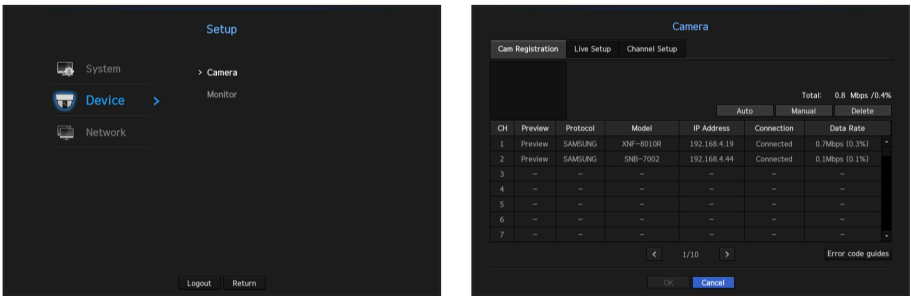 Setup
System
Device
Network
> Camera
Monitor
Logout Return
Camera
Cam Registration Live Setup Channel Setup
Total: 0.8 Mbps /0.4%
Auto Manual Delete
CH Preview Protocol Model IP Address Connection Data Rate
1 Preview SAMSUNG XNF-8010R 192.168.4.19 Connected 0.7Mbps (0.3%)
2 Preview SAMSUNG SNB-7002 192.168.4.44 Connected 0.1Mbps (0.1%)
3 - - - - - -
4 - - - - - -
5 - - - - - -
6 - - - - - -
7 - - - - - -
< 1/10 >
Error code guides
OK Cancel